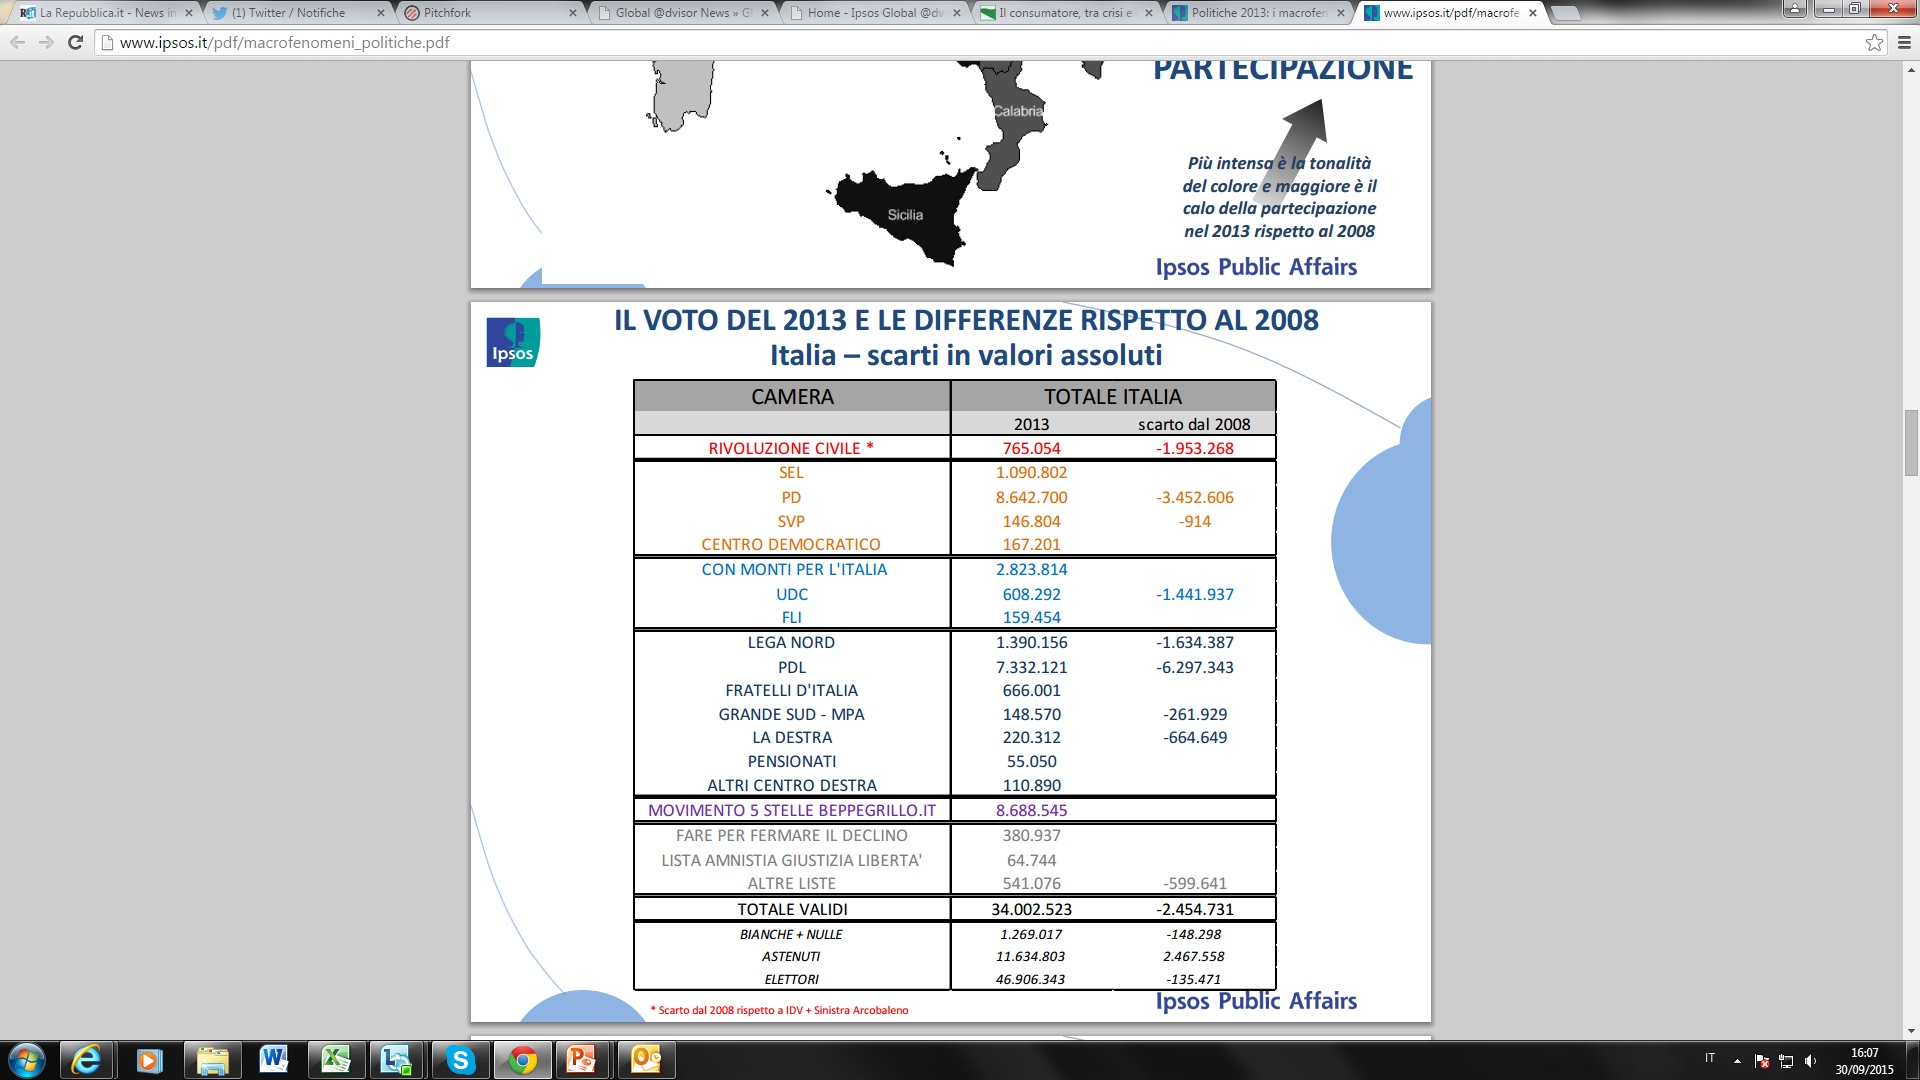 La Repubblica.it - News in
(1) Twitter / Notifiche
Pitchfork
Global @dvisor News » Gl
Home - Ipsos Global @dv
Il consumatore, tra crisi e
Politiche 2013: i macrofen
www.ipsos.it/pdf/macrofe
www.ipsos.it/pdf/macrofenomeni_politiche.pdf
PARTECIPAZIONE
Calabria
Sicilia
Più intensa è la tonalità
del colore e maggiore è il
calo della partecipazione
nel 2013 rispetto al 2008
Ipsos Public Affairs
Ipsos
IL VOTO DEL 2013 E LE DIFFERENZE RISPETTO AL 2008
Italia – scarti in valori assoluti
CAMERA TOTALE ITALIA
2013 scarto dal 2008
RIVOLUZIONE CIVILE * 765.054 -1.953.268
SEL 1.090.802
PD 8.642.700 -3.452.606
SVP 146.804 -914
CENTRO DEMOCRATICO 167.201
CON MONTI PER L'ITALIA 2.823.814
UDC 608.292 -1.441.937
FLI 159.454
LEGA NORD 1.390.156 -1.634.387
PDL 7.332.121 -6.297.343
FRATELLI D'ITALIA 666.001
GRANDE SUD - MPA 148.570 -261.929
LA DESTRA 220.312 -664.649
PENSIONATI 55.050
ALTRI CENTRO DESTRA 110.890
MOVIMENTO 5 STELLE BEPPEGRILLO.IT 8.688.545
FARE PER FERMARE IL DECLINO 380.937
LISTA AMNISTIA GIUSTIZIA LIBERTA' 64.744
ALTRE LISTE 541.076 -599.641
TOTALE VALIDI 34.002.523 -2.454.731
BIANCHE + NULLE 1.269.017 -148.298
ASTENUTI 11.634.803 2.467.558
ELETTORI 46.906.343 -135.471
* Scarto dal 2008 rispetto a IDV + Sinistra Arcobaleno
Ipsos Public Affairs
IT
16:07
30/09/2015